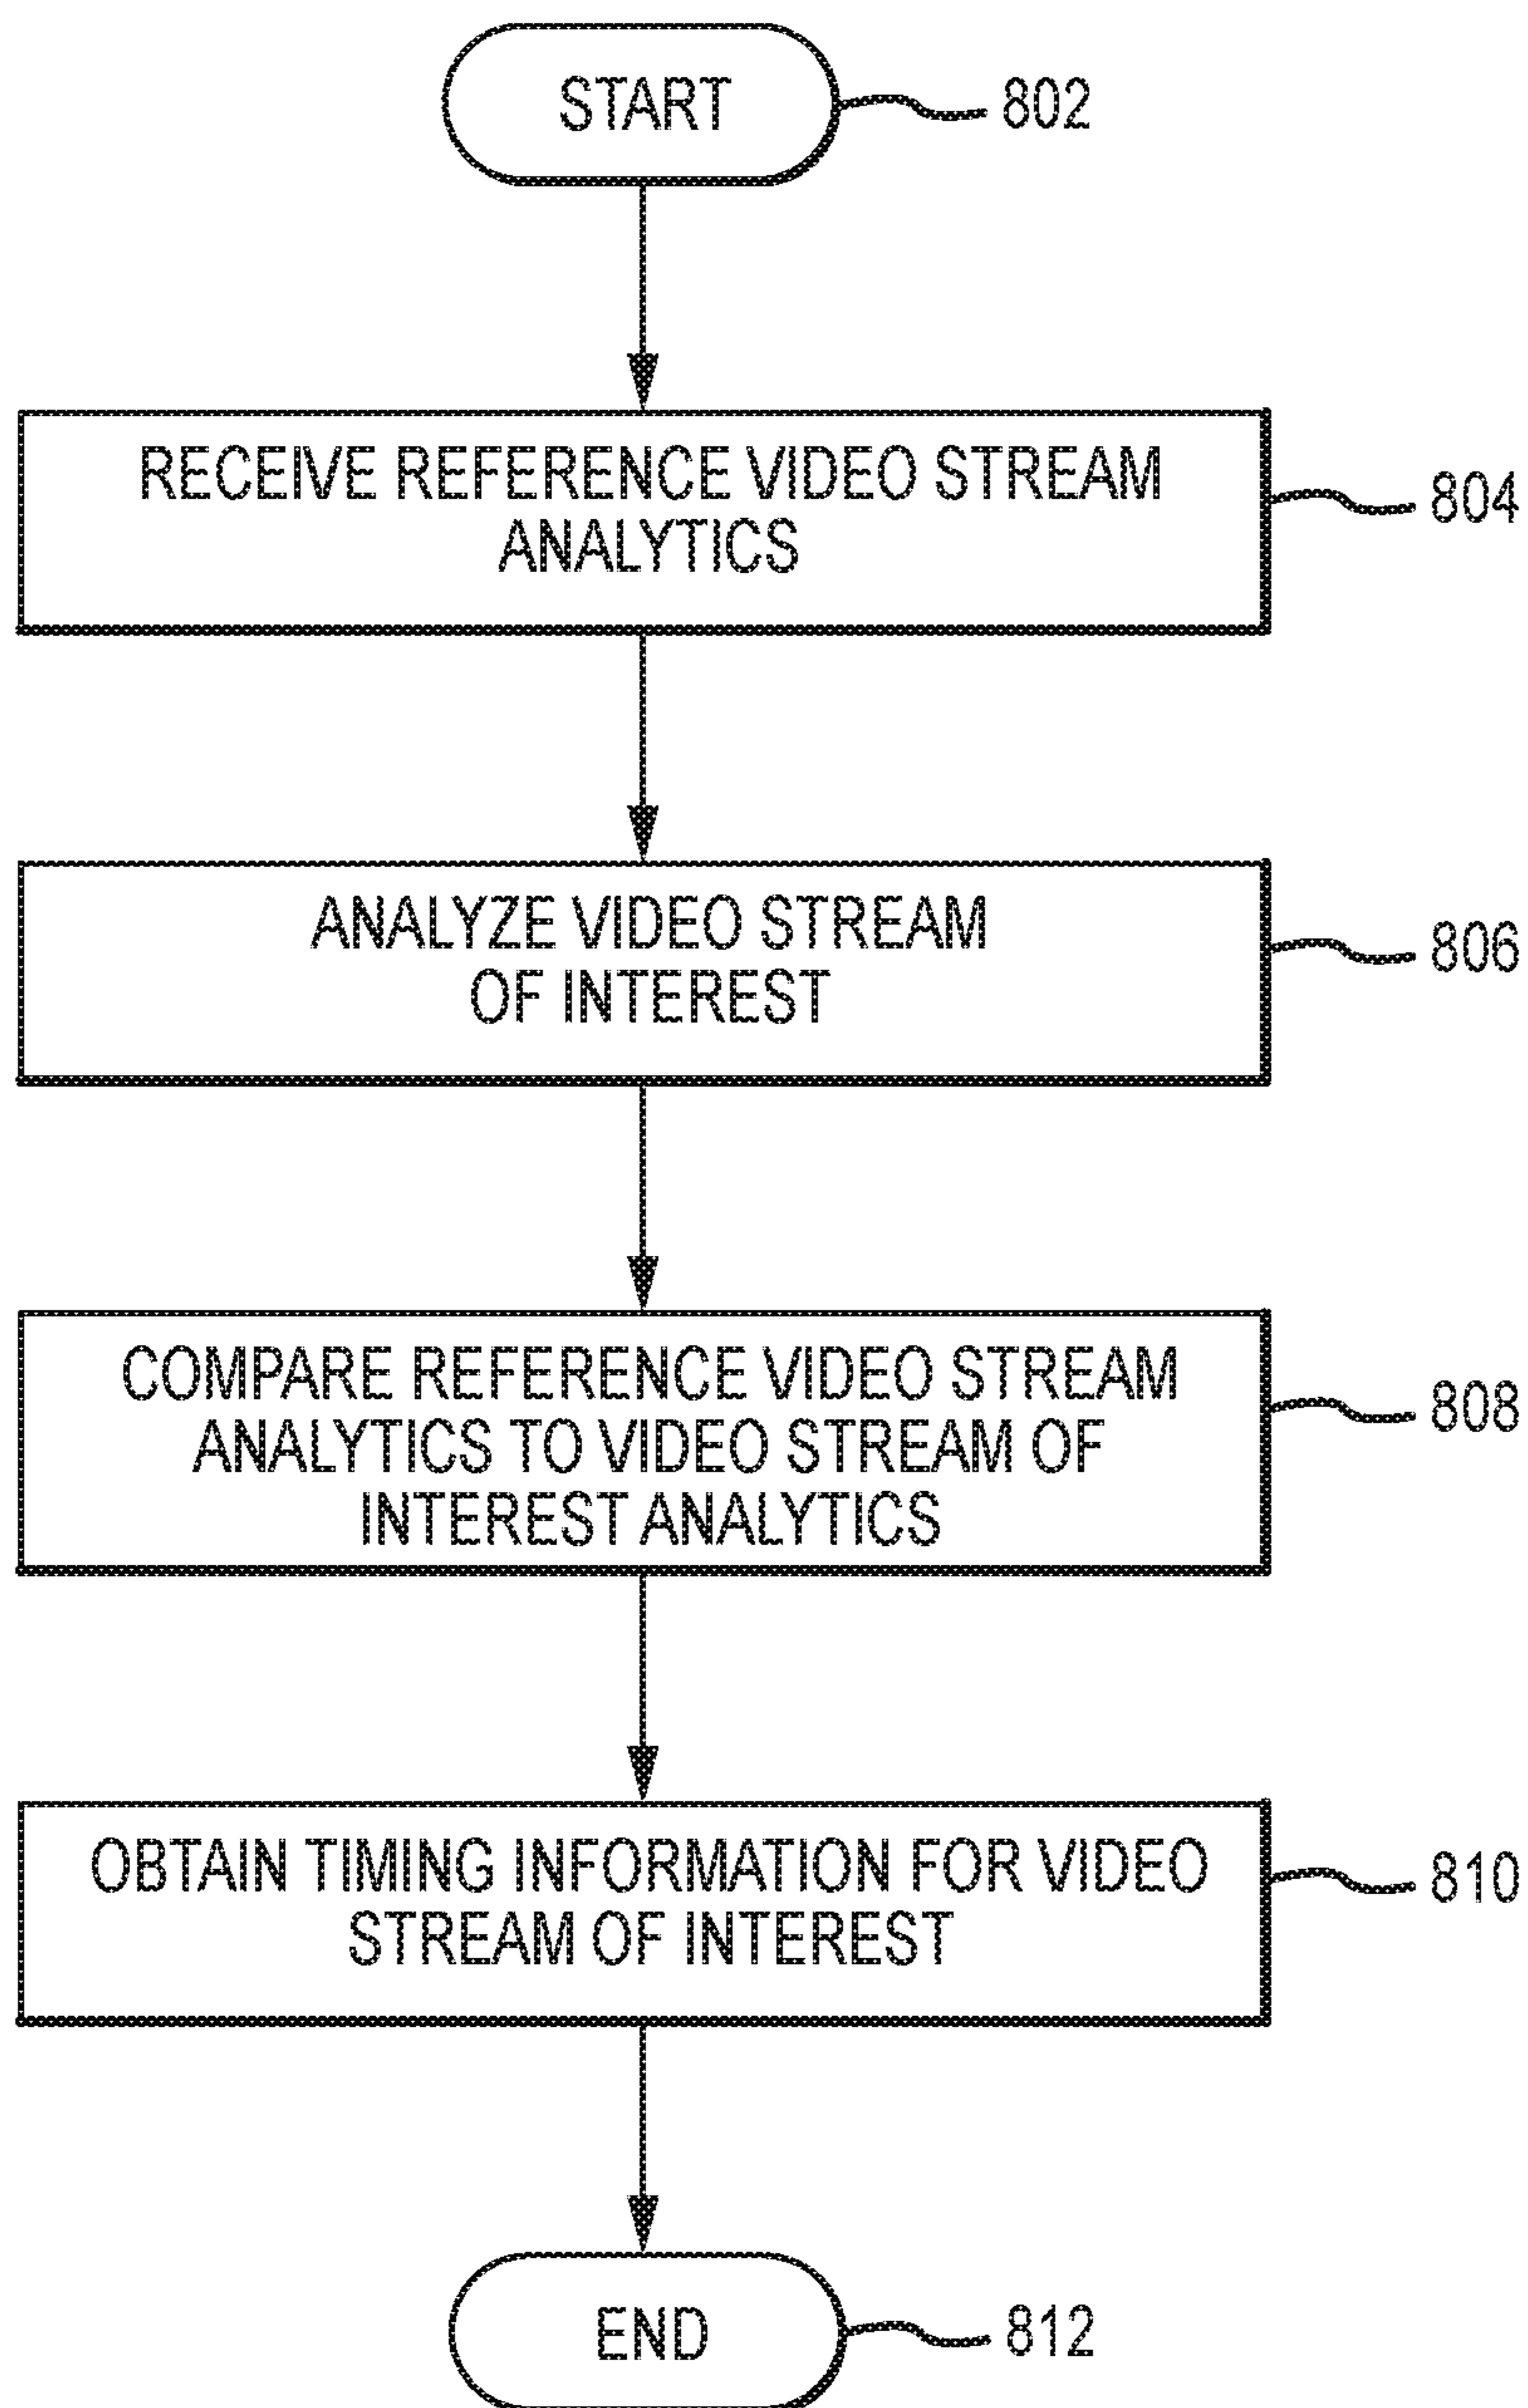 START
802
RECEIVE REFERENCE VIDEO STREAM
ANALYTICS
804
ANALYZE VIDEO STREAM
OF INTEREST
806
COMPARE REFERENCE VIDEO STREAM
ANALYTICS TO VIDEO STREAM OF
INTEREST ANALYTICS
808
OBTAIN TIMING INFORMATION FOR VIDEO
STREAM OF INTEREST
810
END
812